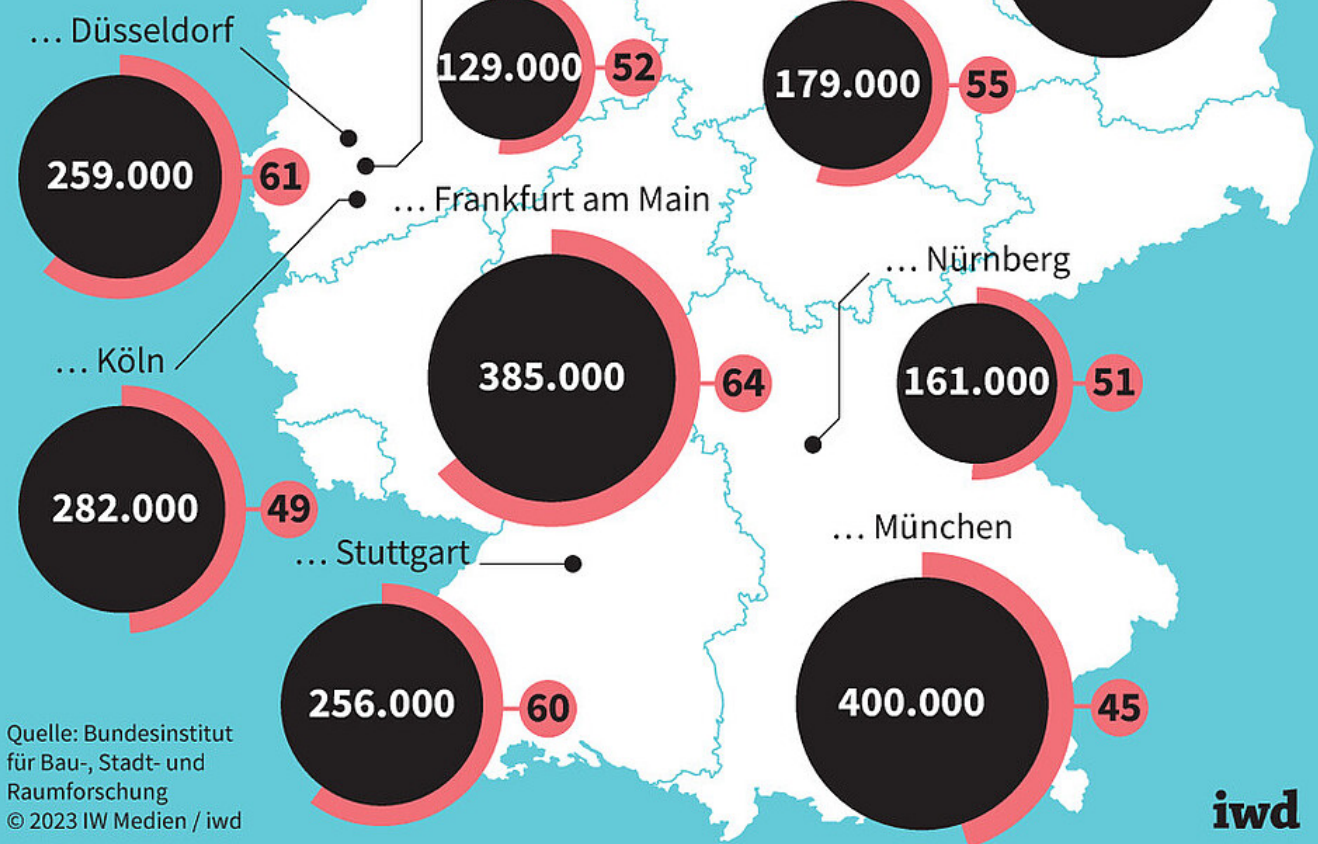 … Düsseldorf
129.000
52
179.000
55
259.000
61
… Frankfurt am Main
… Nürnberg
… Köln
385.000
64
161.000
51
282.000
49
… Stuttgart
… München
256.000
60
400.000
45
Quelle: Bundesinstitut
für Bau-, Stadt- und
Raumforschung
© 2023 IW Medien / iwd
iwd